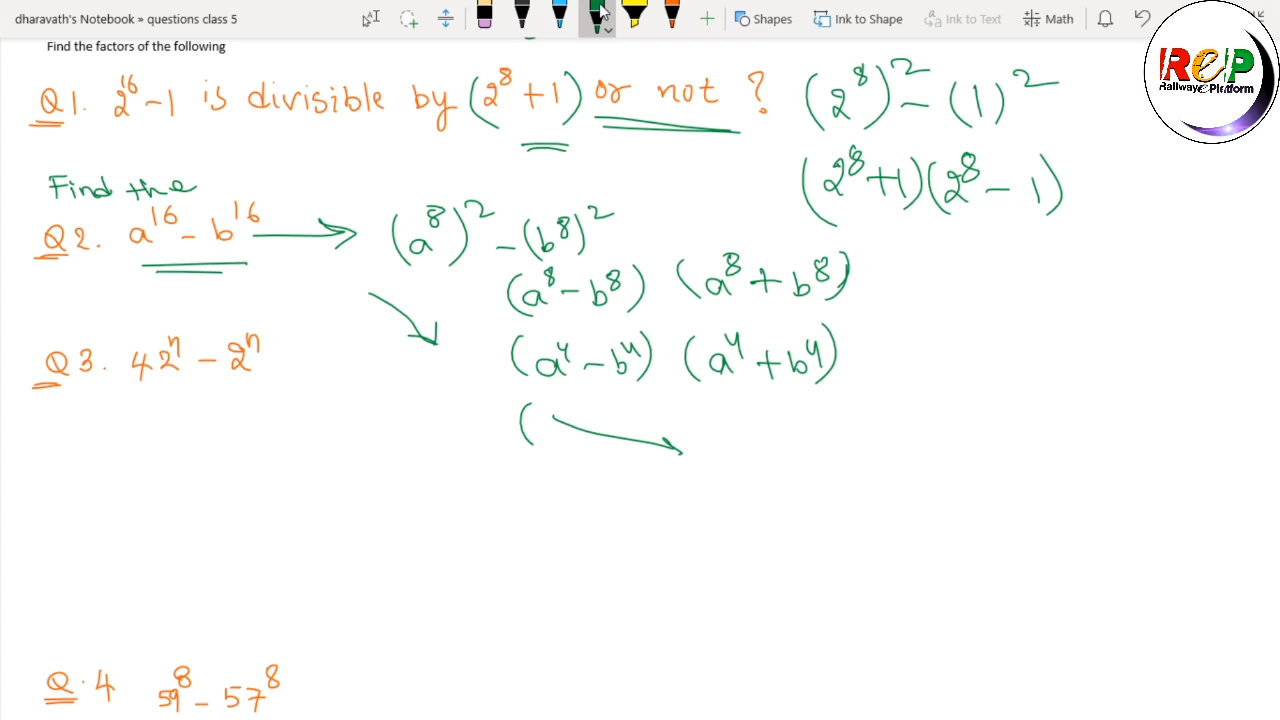 dharavath's Notebook » questions class 5
Shapes
Ink to Shape
Ink to Text
Math
Find the factors of the following
Q1. 2^16 - 1 is divisible by (2^8 + 1) or not ? (2^8)^2 - (1)^2
(2^8 + 1)(2^8 - 1)
Find the
Q2. a^16 - b^16 → (a^8)^2 - (b^8)^2
(a^8 - b^8) (a^8 + b^8)
(a^4 - b^4) (a^4 + b^4)
(
Q3. 42^n - 2^n
Q.4 59^8 - 57^8
ReP
Railway ePlatform